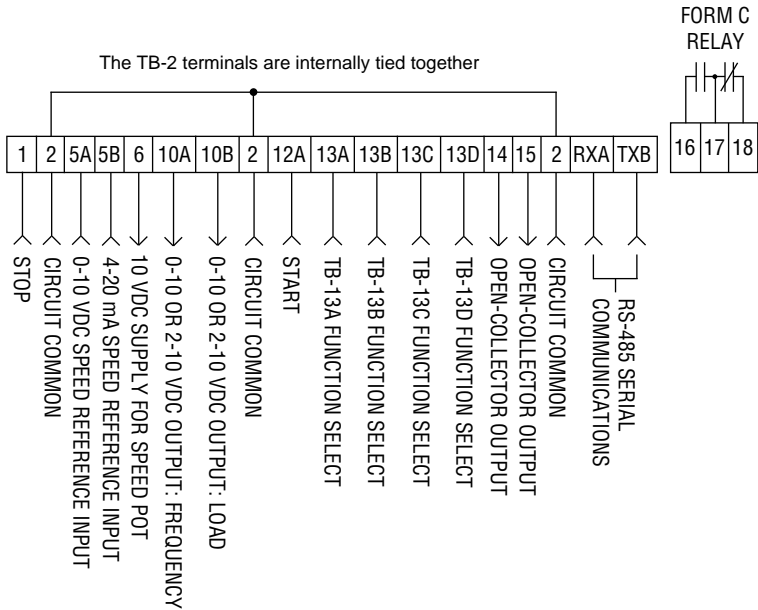 FORM C
RELAY
The TB-2 terminals are internally tied together
1 2 5A 5B 6 10A 10B 2 12A 13A 13B 13C 13D 14 15 2 RXA TXB
16 17 18
STOP
CIRCUIT COMMON
0-10 VDC SPEED REFERENCE INPUT
4-20 mA SPEED REFERENCE INPUT
10 VDC SUPPLY FOR SPEED POT
0-10 OR 2-10 VDC OUTPUT: FREQUENCY
0-10 OR 2-10 VDC OUTPUT: LOAD
CIRCUIT COMMON
START
TB-13A FUNCTION SELECT
TB-13B FUNCTION SELECT
TB-13C FUNCTION SELECT
TB-13D FUNCTION SELECT
OPEN-COLLECTOR OUTPUT
OPEN-COLLECTOR OUTPUT
CIRCUIT COMMON
RS-485 SERIAL
COMMUNICATIONS